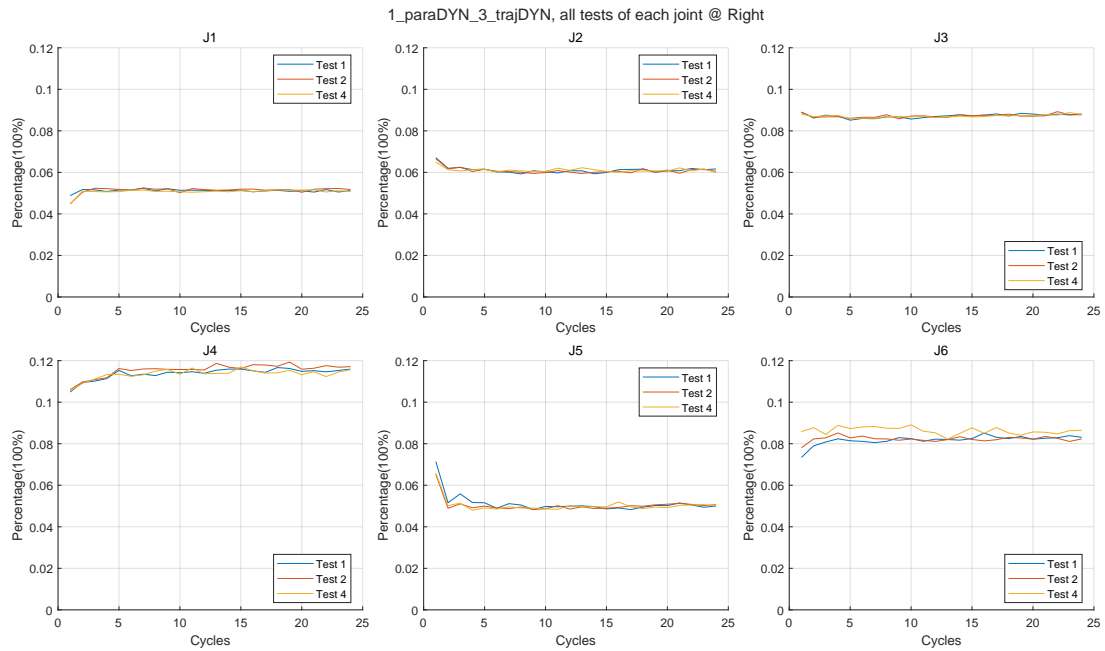 1_paraDYN_3_trajDYN, all tests of each joint @ Right
J1
Percentage(100%)
0.12
0.1
0.08
0.06
0.04
0.02
0
0 5 10 15 20 25
Cycles
Test 1
Test 2
Test 4
J2
Percentage(100%)
0.12
0.1
0.08
0.06
0.04
0.02
0
0 5 10 15 20 25
Cycles
Test 1
Test 2
Test 4
J3
Percentage(100%)
0.12
0.1
0.08
0.06
0.04
0.02
0
0 5 10 15 20 25
Cycles
Test 1
Test 2
Test 4
J4
Percentage(100%)
0.12
0.1
0.08
0.06
0.04
0.02
0
0 5 10 15 20 25
Cycles
Test 1
Test 2
Test 4
J5
Percentage(100%)
0.12
0.1
0.08
0.06
0.04
0.02
0
0 5 10 15 20 25
Cycles
Test 1
Test 2
Test 4
J6
Percentage(100%)
0.12
0.1
0.08
0.06
0.04
0.02
0
0 5 10 15 20 25
Cycles
Test 1
Test 2
Test 4